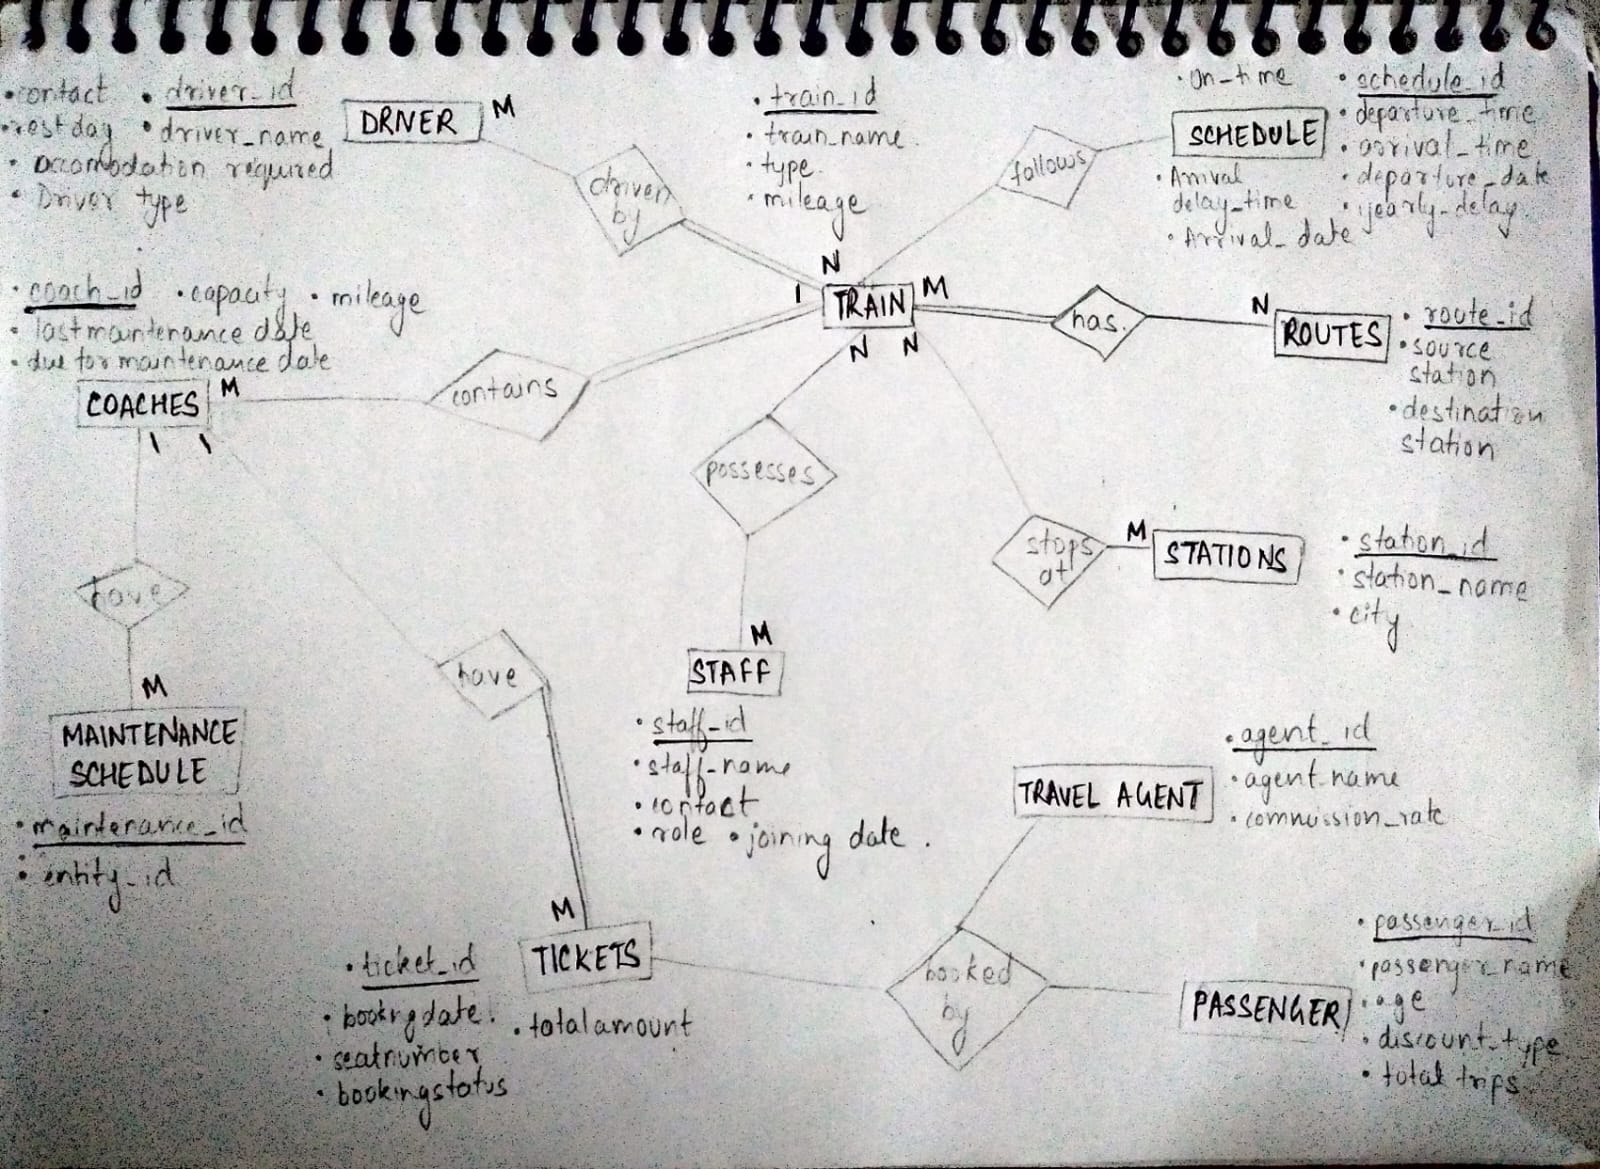 • contact
• restday
• accomodation required
• Driver type
• driver_id
• driver_name
DRIVER
M
driven
by
• train_id
• train_name.
• type.
• mileage
follows
• On-time
SCHEDULE
• schedule_id
• departure_time
• arrival_time
• departure_date
• yearly_delay.
• Arrival
delay_time
• Arrival_date
N
1
TRAIN
M
N
N
has.
N
ROUTES
• route_id
• source
station
• destination
station
• coach_id • capacity • mileage
• last maintenance date
• due for maintenance date
COACHES
M
1
1
contains
possesses
stops
at
M
STATIONS
• station_id
• station_name
• city
have
M
MAINTENANCE
SCHEDULE
• maintenance_id
• entity_id
have
M
M
STAFF
• staff_id
• staff_name
• contact
• role • joining date .
TRAVEL AGENT
• agent_id
• agent name
• commission_rate
TICKETS
• ticket_id
• bookingdate.
• seatnumber
• bookingstatus
• totalamount
booked
by
PASSENGER
• passenger_id
• passenger_name
• age
• discount_type
• total trips.